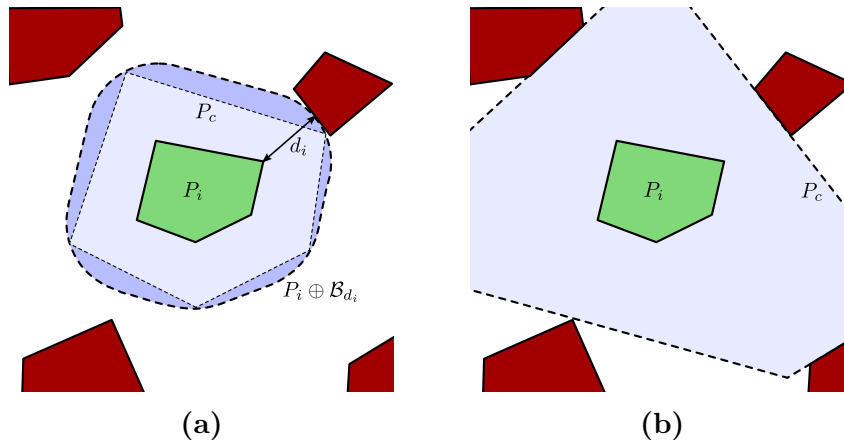 P_c
d_i
P_i
P_i ⊕ 𝓑_{d_i}
(a)
P_i
P_c
(b)